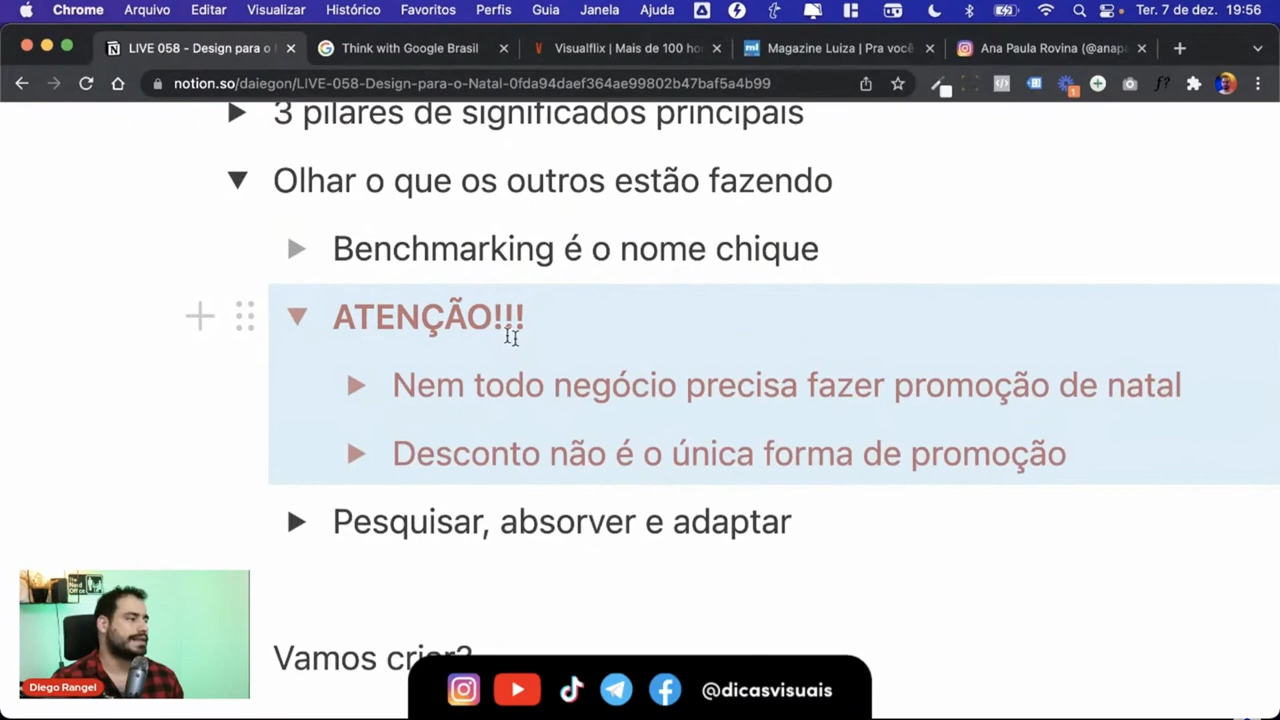 Chrome Arquivo Editar Visualizar Histórico Favoritos Perfis Guia Janela Ajuda Ter. 7 de dez. 19:56
LIVE 058 - Design para o Think with Google Brasil Visualflix | Mais de 100 ho Magazine Luiza | Pra você Ana Paula Rovina (@anapa
notion.so/daiegon/LIVE-058-Design-para-o-Natal-0fda94daef364ae99802b47baf5a4b99
3 pilares de significados principais
Olhar o que os outros estão fazendo
Benchmarking é o nome chique
ATENÇÃO!!!
Nem todo negócio precisa fazer promoção de natal
Desconto não é o única forma de promoção
Pesquisar, absorver e adaptar
The Nerd Office
Vamos criar?
Diego Rangel
@dicasvisuais